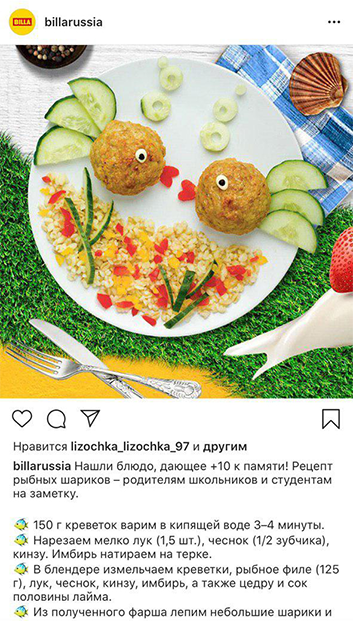 BILLA
billarussia
Нравится lizochka_lizochka_97 и другим
billarussia Нашли блюдо, дающее +10 к памяти! Рецепт
рыбных шариков – родителям школьников и студентам
на заметку.
🐠 150 г креветок варим в кипящей воде 3–4 минуты.
🐠 Нарезаем мелко лук (1,5 шт.), чеснок (1/2 зубчика),
кинзу. Имбирь натираем на терке.
🐠 В блендере измельчаем креветки, рыбное филе (125
г), лук, чеснок, кинзу, имбирь, а также цедру и сок
половины лайма.
🐠 Из полученного фарша лепим небольшие шарики и